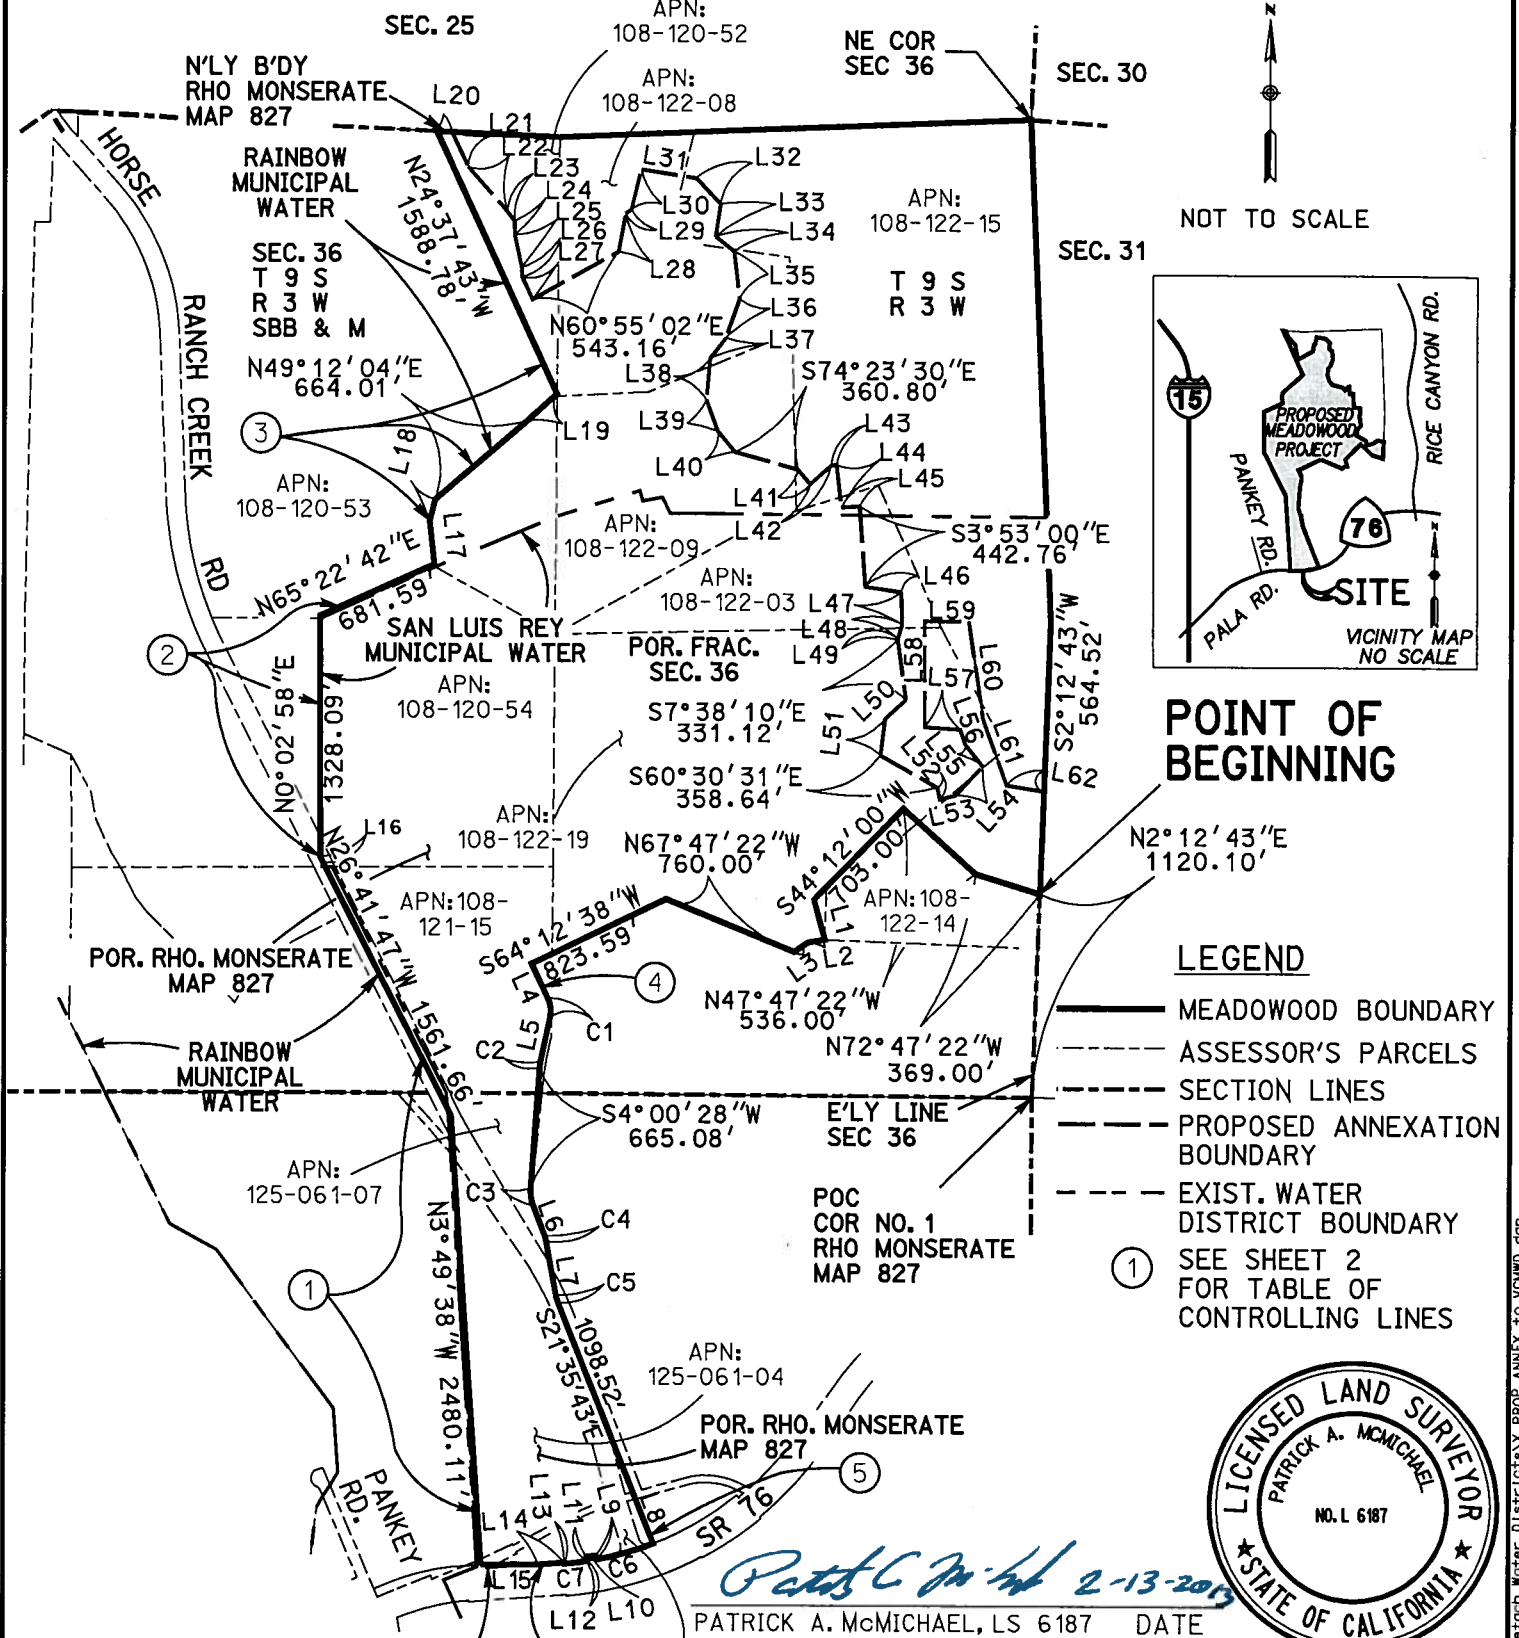 SEC. 25
APN:
108-120-52
NE COR
SEC 36
SEC. 30
N
N'LY B'DY
RHO MONSERATE
MAP 827
APN:
108-122-08
L20
L21
L22
L23
L24
L25
L26
L27
L31
L32
L30
L33
L29
L34
L28
L35
L36
L37
HORSE
RAINBOW
MUNICIPAL
WATER
N24°37'43"W
1588.78'
APN:
108-122-15
NOT TO SCALE
SEC. 31
SEC. 36
T 9 S
R 3 W
SBB & M
T 9 S
R 3 W
RANCH CREEK
RD
N60°55'02"E
543.16'
N49°12'04"E
664.01'
L38
S74°23'30"E
360.80'
15
PROPOSED
MEADOWOOD
PROJECT
RICE CANYON RD.
PANKEY RD.
76
N
PALA RD.
SITE
VICINITY MAP
NO SCALE
3
L18
L19
L39
L40
L43
L44
L45
L41
L42
APN:
108-120-53
L17
APN:
108-122-09
S3°53'00"E
442.76'
N65°22'42"E
681.59'
APN:
108-122-03
L46
L47
L59
L48
L49
2
SAN LUIS REY
MUNICIPAL WATER
POR. FRAC.
SEC. 36
L58
L60
L57
S2°12'43"W
564.52'
N0°02'58"E
1328.09'
APN:
108-120-54
S7°38'10"E
331.12'
L50
L51
L56
L61
L52
L55
S60°30'31"E
358.64'
L62
L53
L54
POINT OF
BEGINNING
L16
APN:
108-122-19
N67°47'22"W
760.00'
S44°12'00"W
703.00'
N2°12'43"E
1120.10'
N26°41'47"W 1561.66'
APN:108-
121-15
S64°12'38"W
823.59'
APN:108-
122-14
L1
L2
L3
POR. RHO. MONSERATE
MAP 827
4
L4
L5
C1
C2
N47°47'22"W
536.00'
N72°47'22"W
369.00'
LEGEND
MEADOWOOD BOUNDARY
ASSESSOR'S PARCELS
SECTION LINES
PROPOSED ANNEXATION
BOUNDARY
EXIST. WATER
DISTRICT BOUNDARY
1 SEE SHEET 2
FOR TABLE OF
CONTROLLING LINES
RAINBOW
MUNICIPAL
WATER
S4°00'28"W
665.08'
E'LY LINE
SEC 36
APN:
125-061-07
C3
L6
C4
POC
COR NO. 1
RHO MONSERATE
MAP 827
L7
C5
1
N3°49'38"W 2480.11'
S21°35'43"E
1098.52'
APN:
125-061-04
POR. RHO. MONSERATE
MAP 827
5
PANKEY
RD.
L14
L13
L11
L9
8
SR 76
L15
C7
C6
L12
L10
2-13-2013
PATRICK A. McMICHAEL, LS 6187 DATE
LICENSED LAND SURVEYOR
PATRICK A. MCMICHAEL
NO. L 6187
STATE OF CALIFORNIA